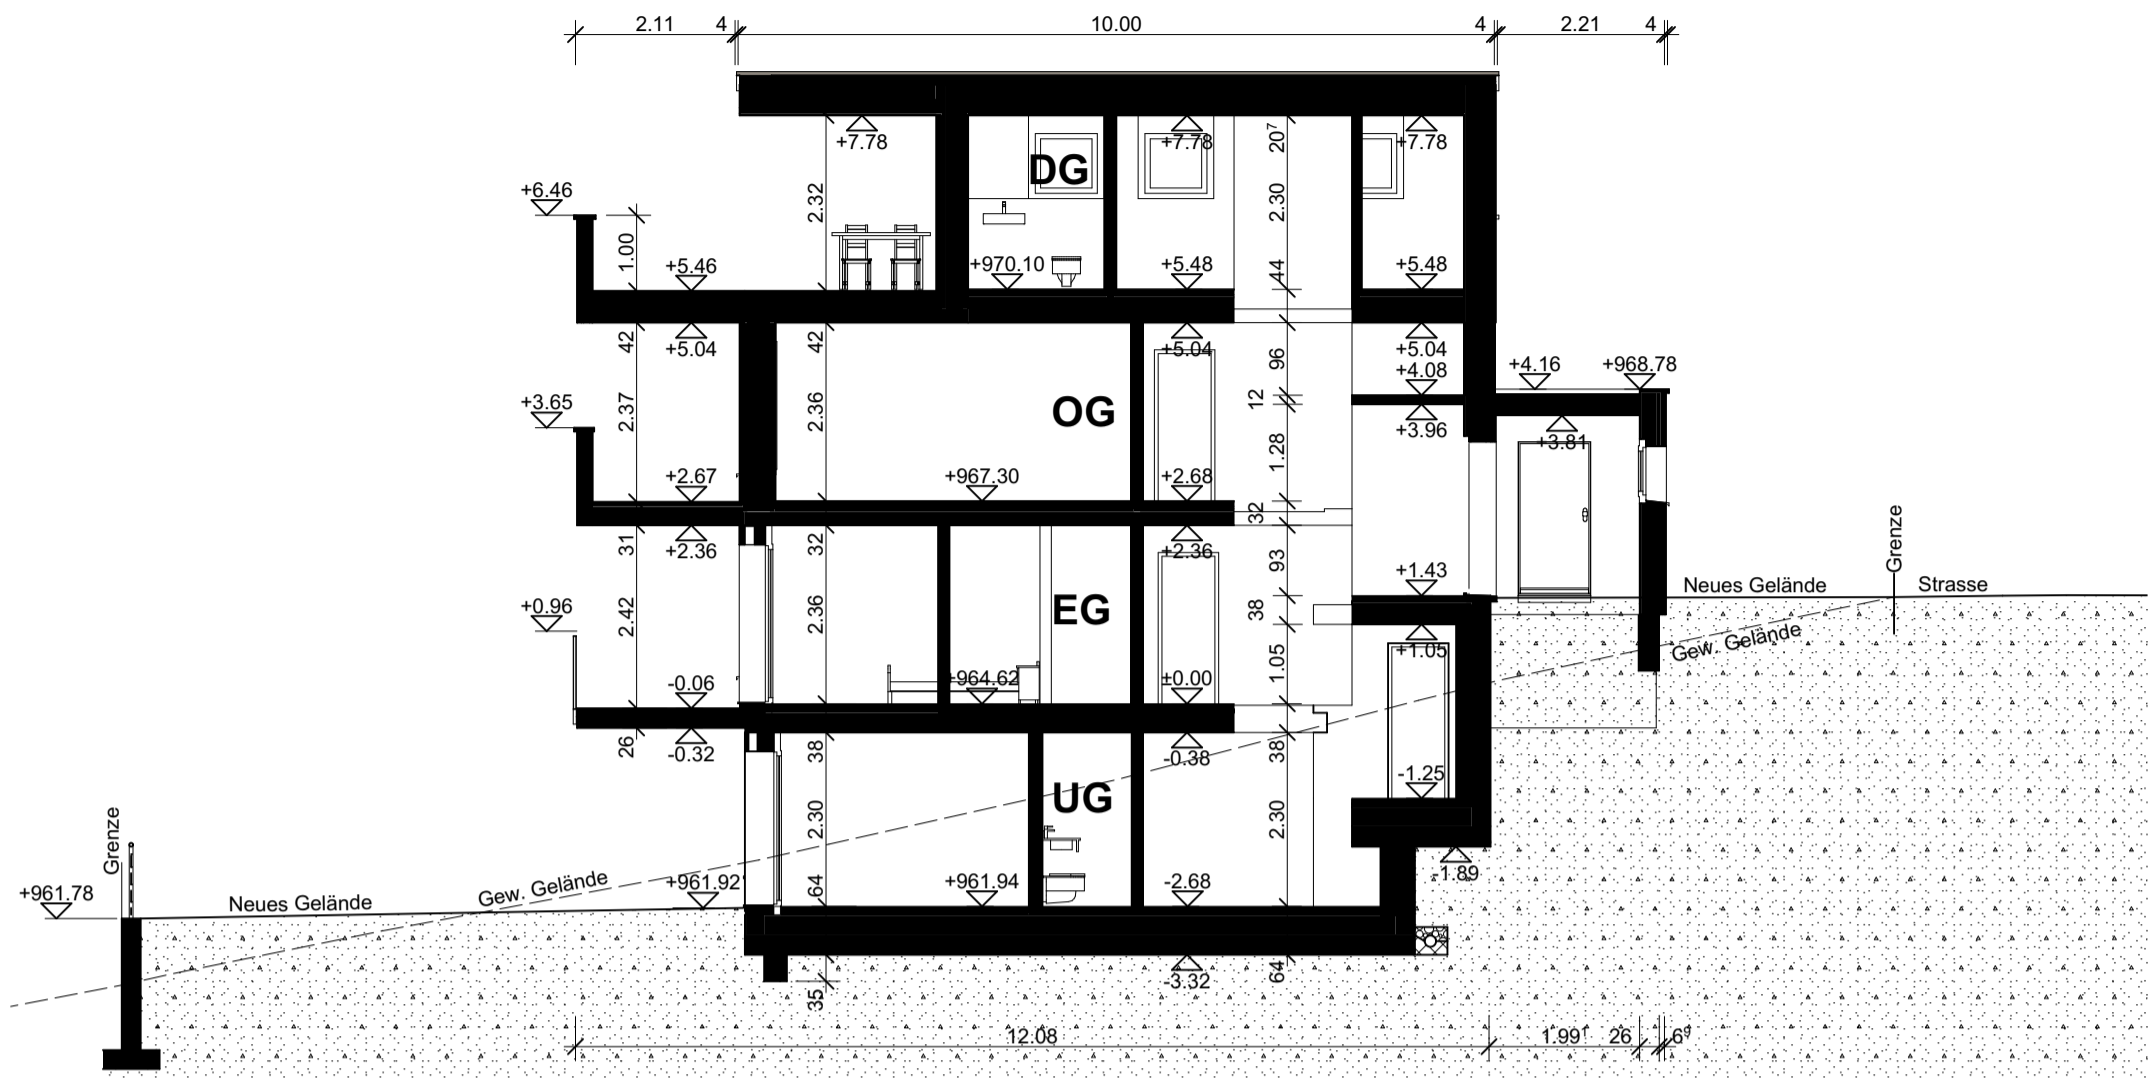 2.11 4 10.00 4 2.21 4
+7.78 +7.78 20⁷ +7.78
DG
+6.46
2.32 2.30
1.00
+5.46 +970.10 +5.48 44 +5.48
42 +5.04 42 +5.04 96 +5.04
+4.08 +4.16 +968.78
+3.65 2.37 2.36 OG 12 +3.96 +3.81
1.28
+2.67 +967.30 +2.68
32
31 +2.36 32 +2.36 93
Grenze
+1.43 Neues Gelände Strasse
+0.96 2.42 2.36 EG 38
+1.05 Gew. Gelände
1.05
-0.06 +964.62 ±0.00
26 -0.32 38 -0.38 38
-1.25
UG
Grenze 2.30 2.30
-1.89
+961.78 Neues Gelände Gew. Gelände +961.92 64 +961.94 -2.68
35 -3.32 64
12.08 1.99¹ 26 6⁹